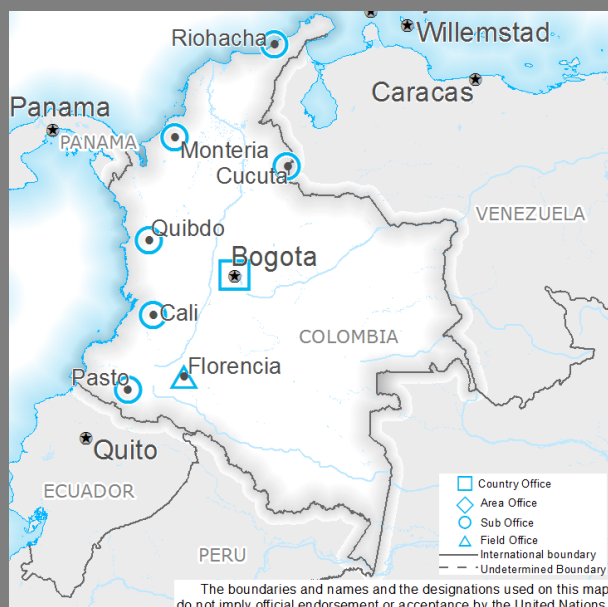 Riohacha
Willemstad
Caracas
Panama
PANAMA
Monteria
Cucuta
VENEZUELA
Quibdo
Bogota
Cali
COLOMBIA
Florencia
Pasto
Quito
ECUADOR
PERU
Country Office
Area Office
Sub Office
Field Office
International boundary
Undetermined Boundary
The boundaries and names and the designations used on this map
do not imply official endorsement or acceptance by the United Nations